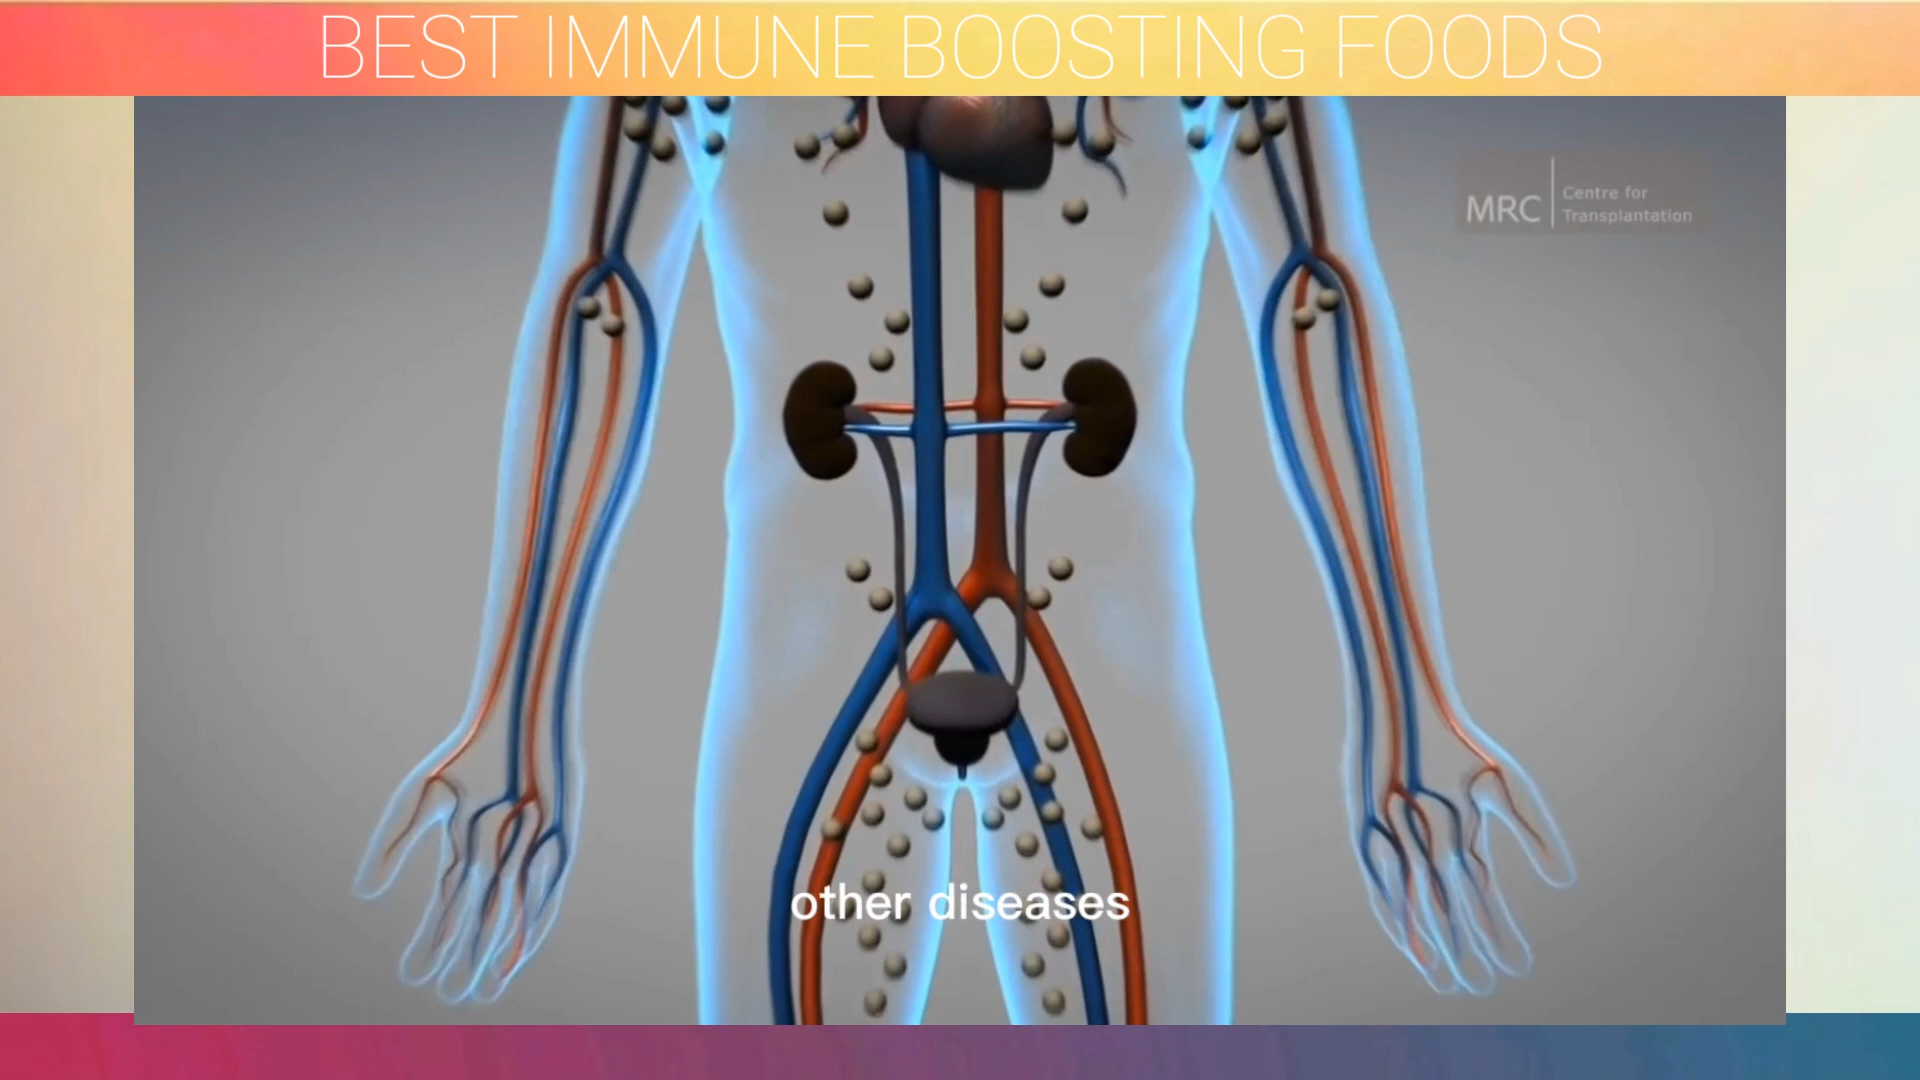 BEST IMMUNE BOOSTING FOODS
MRC
Centre for
Transplantation
other diseases